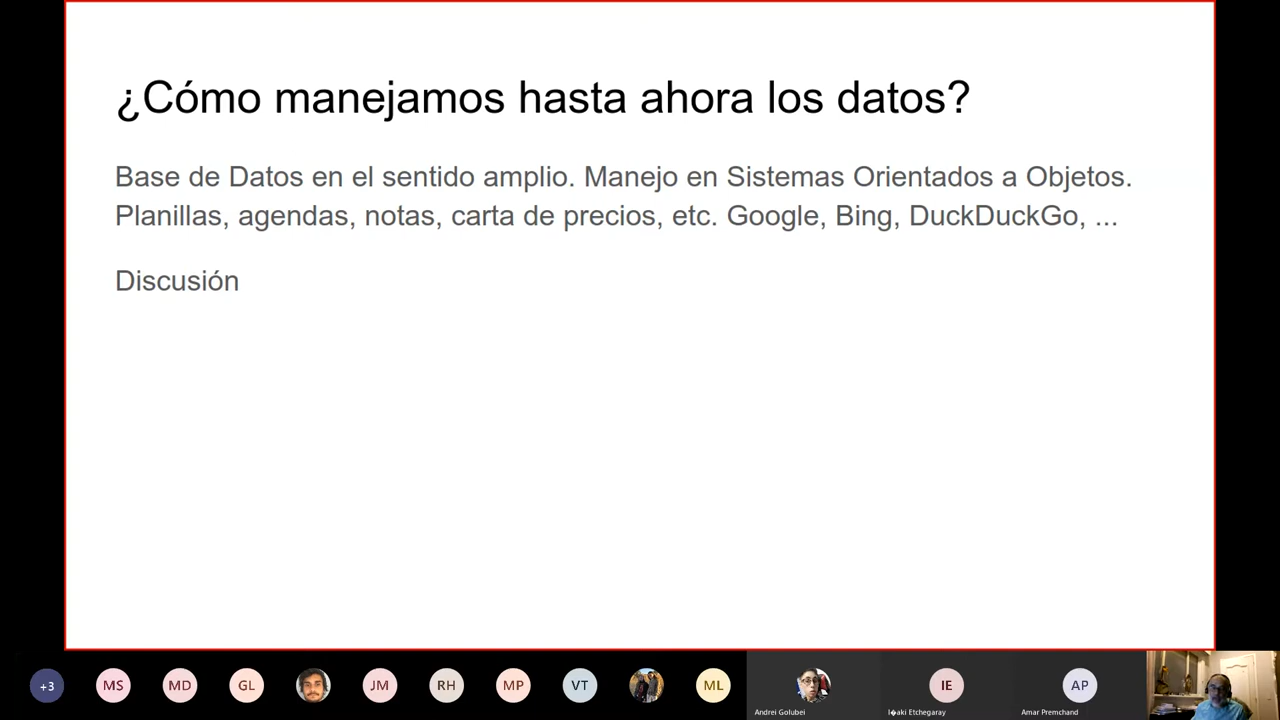 ¿Cómo manejamos hasta ahora los datos?
Base de Datos en el sentido amplio. Manejo en Sistemas Orientados a Objetos.
Planillas, agendas, notas, carta de precios, etc. Google, Bing, DuckDuckGo, ...
Discusión
+3 MS MD GL JM RH MP VT ML IE AP
Andrei Golubei I�aki Etchegaray Amar Premchand